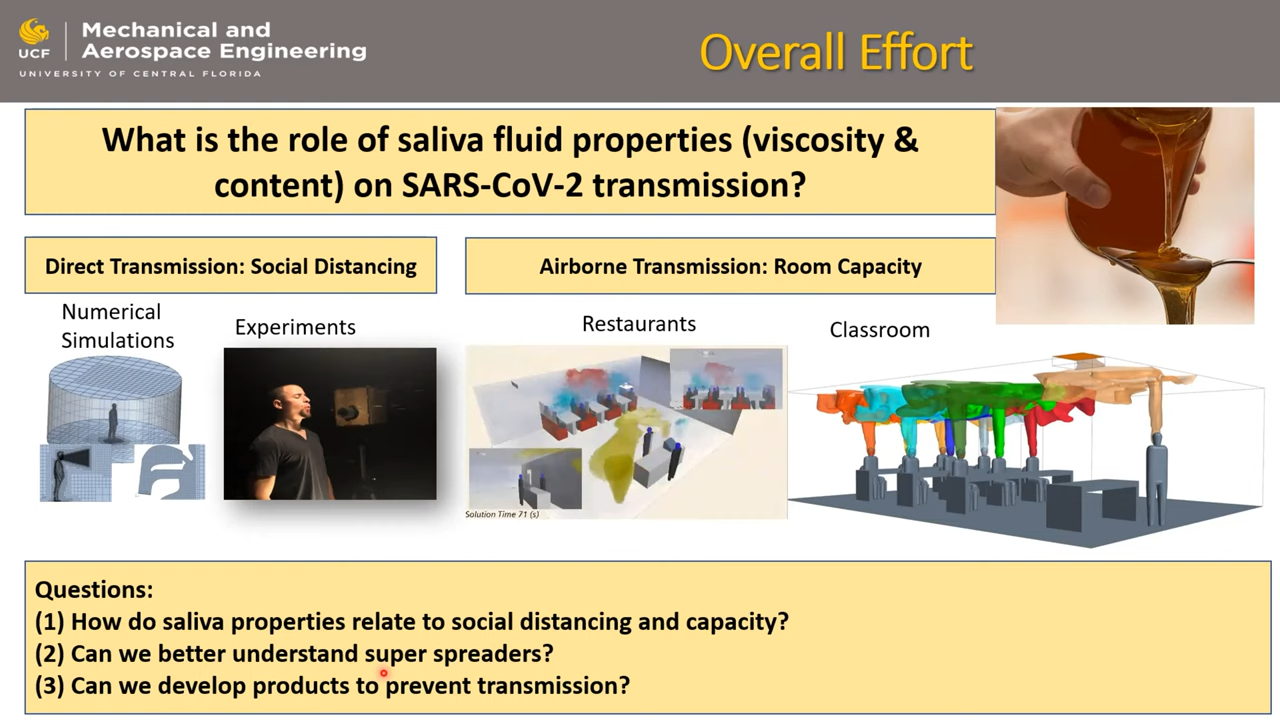 UCF
Mechanical and
Aerospace Engineering
UNIVERSITY OF CENTRAL FLORIDA
Overall Effort
What is the role of saliva fluid properties (viscosity &
content) on SARS-CoV-2 transmission?
Direct Transmission: Social Distancing
Airborne Transmission: Room Capacity
Numerical
Simulations
Experiments
Restaurants
Classroom
Solution Time 71 (s)
Questions:
(1) How do saliva properties relate to social distancing and capacity?
(2) Can we better understand super spreaders?
(3) Can we develop products to prevent transmission?